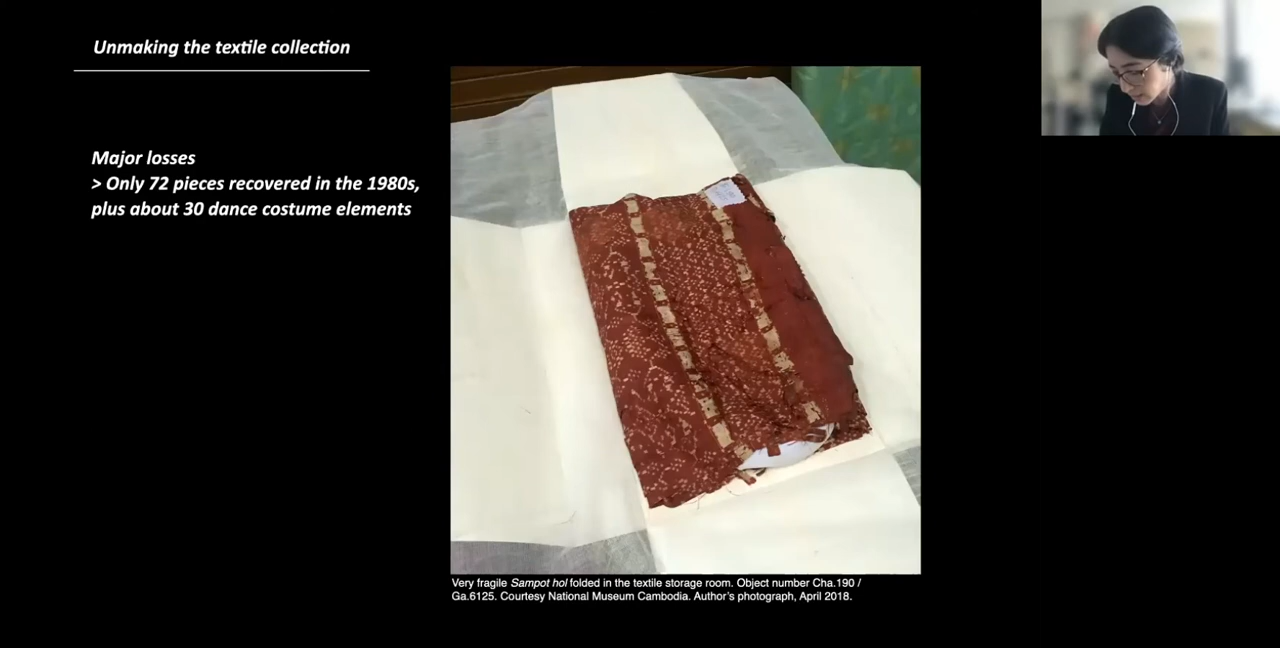 Unmaking the textile collection
Major losses
> Only 72 pieces recovered in the 1980s,
plus about 30 dance costume elements
Very fragile Sampot hol folded in the textile storage room. Object number Cha.190 /
Ga.6125. Courtesy National Museum Cambodia. Author's photograph, April 2018.